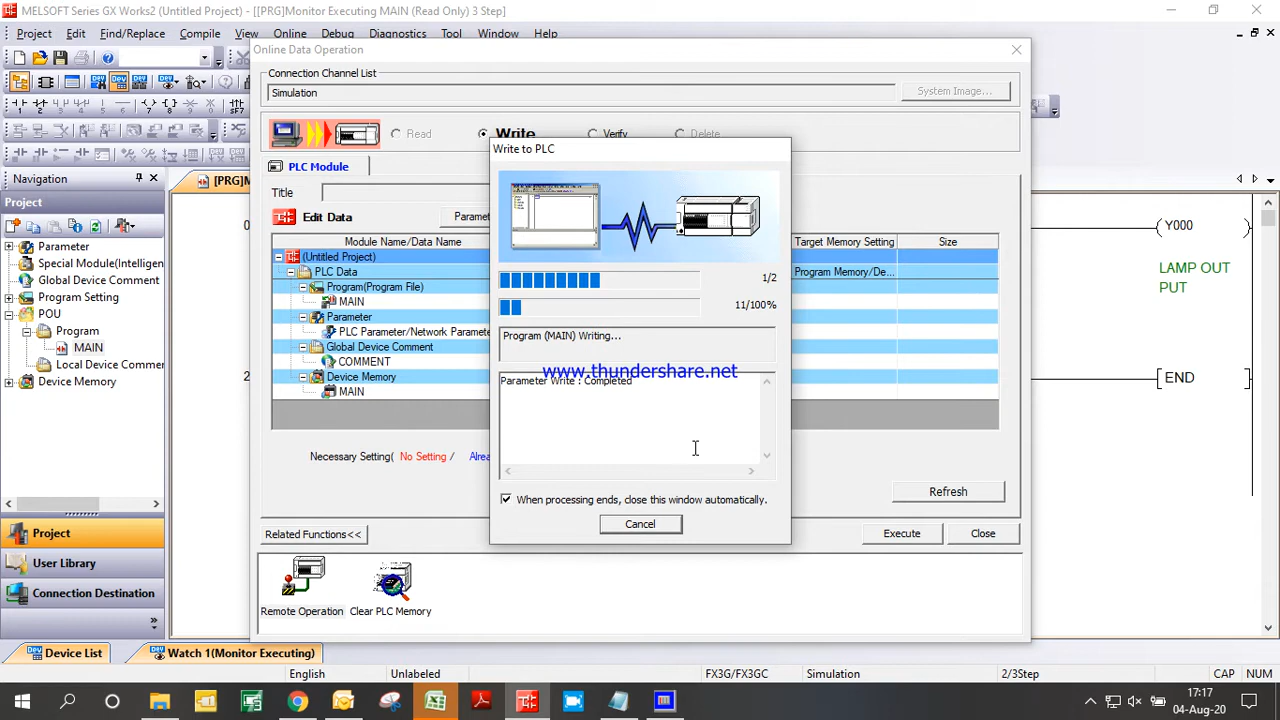 MELSOFT Series GX Works2 (Untitled Project) - [[PRG]Monitor Executing MAIN (Read Only) 3 Step]
Project Edit Find/Replace Compile View Online Debug Diagnostics Tool Window Help
Online Data Operation
Connection Channel List
Simulation
System Image...
Read Write Verify Delete
PLC Module
Title
Edit Data
Parame
Module Name/Data Name
Target Memory Setting
Size
(Untitled Project)
PLC Data
Program Memory/De...
Program(Program File)
MAIN
Parameter
PLC Parameter/Network Paramete
Global Device Comment
COMMENT
Device Memory
MAIN
Necessary Setting( No Setting / Alrea
Refresh
Related Functions<<
Execute
Close
Remote Operation
Clear PLC Memory
Write to PLC
1/2
11/100%
Program (MAIN) Writing...
www.thundershare.net
Parameter Write : Completed
When processing ends, close this window automatically.
Cancel
Navigation
Project
Parameter
Special Module(Intelligen
Global Device Comment
Program Setting
POU
Program
MAIN
Local Device Comme
Device Memory
Project
User Library
Connection Destination
[PRG]M
0
Y000
LAMP OUT
PUT
2
END
Device List
Watch 1(Monitor Executing)
English
Unlabeled
FX3G/FX3GC
Simulation
2/3Step
CAP
NUM
17:17
04-Aug-20